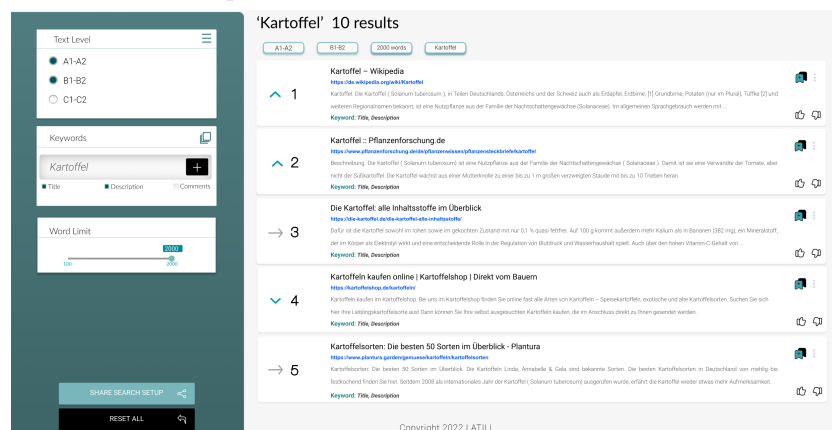 Text Level
A1-A2
B1-B2
C1-C2
Keywords
Kartoffel
Title Description Comments
Word Limit
2000
100 2000
SHARE SEARCH SETUP
RESET ALL
‘Kartoffel’ 10 results
A1-A2 B1-B2 2000 words Kartoffel
1
Kartoffel – Wikipedia
https://de.wikipedia.org/wiki/Kartoffel
Kartoffel. Die Kartoffel ( Solanum tuberosum ), in Teilen Deutschlands, Österreichs und der Schweiz auch als Erdapfel, Erdbirne, [1] Grundbirne, Potaten (nur im Plural), Tüffke [2] und
weiteren Regionalnamen bekannt, ist eine Nutzpflanze aus der Familie der Nachtschattengewächse (Solanaceae). Im allgemeinen Sprachgebrauch werden mit ...
Keyword: Title, Description
2
Kartoffel :: Pflanzenforschung.de
https://www.pflanzenforschung.de/de/pflanzenwissen/pflanzensteckbriefe/kartoffel
Beschreibung. Die Kartoffel ( Solanum tuberosum) ist eine Nutzpflanze aus der Familie der Nachtschattengewächse ( Solanaceae ). Damit ist sie eine Verwandte der Tomate, aber
nicht der Süßkartoffel. Die Kartoffel wächst aus einer Mutterknolle zu einer bis zu 1 m großen verzweigten Staude mit bis zu 10 Trieben heran.
Keyword: Title, Description
3
Die Kartoffel: alle Inhaltsstoffe im Überblick
https://die-kartoffel.de/die-kartoffel-alle-inhaltsstoffe/
Dafür ist die Kartoffel sowohl im rohen sowie im gekochten Zustand mit nur 0,1 % quasi fettfrei. Auf 100 g kommt außerdem mehr Kalium als in Bananen (382 mg), ein Mineralstoff,
der im Körper als Elektrolyt wirkt und eine entscheidende Rolle in der Regulation von Blutdruck und Wasserhaushalt spielt. Auch über den hohen Vitamin-C-Gehalt von ...
Keyword: Title, Description
4
Kartoffeln kaufen online | Kartoffelshop | Direkt vom Bauern
https://kartoffelshop.de/kartoffeln/
Kartoffeln kaufen im Kartoffelshop. Bei uns im Kartoffelshop finden Sie online fast alle Arten von Kartoffeln – Speisekartoffeln, exotische und alte Kartoffelsorten. Suchen Sie sich
hier Ihre Lieblingskartoffelsorte aus! Dann können Sie Ihre selbst ausgesuchten Kartoffeln kaufen, die im Anschluss direkt zu Ihnen gesendet werden.
Keyword: Title, Description
5
Kartoffelsorten: Die besten 50 Sorten im Überblick - Plantura
https://www.plantura.garden/gemuese/kartoffeln/kartoffelsorten
Kartoffelsorten: Die besten 50 Sorten im Überblick. Die Kartoffeln Linda, Annabelle & Gala sind bekannte Sorten. Die besten Kartoffelsorten in Deutschland von mehlig bis
festkochend finden Sie hier. Seitdem 2008 als internationales Jahr der Kartoffel ( Solanum tuberosum) ausgerufen wurde, erfährt die Kartoffel wieder etwas mehr Aufmerksamkeit.
Keyword: Title, Description
Copyright 2022 LATILL